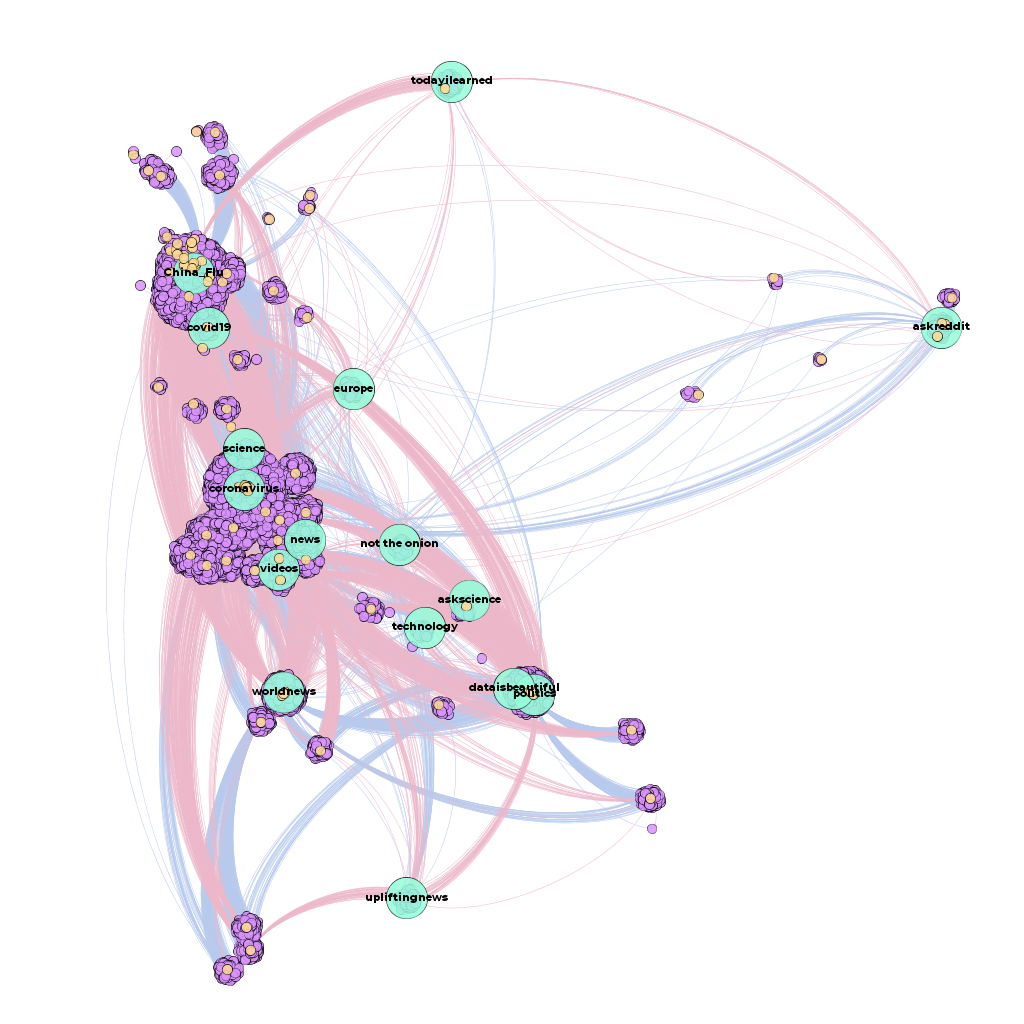 todayilearned
China_Flu
askreddit
covid19
europe
science
coronavirus
news
not the onion
videos
askscience
technology
dataisbeautiful
politics
worldnews
upliftingnews